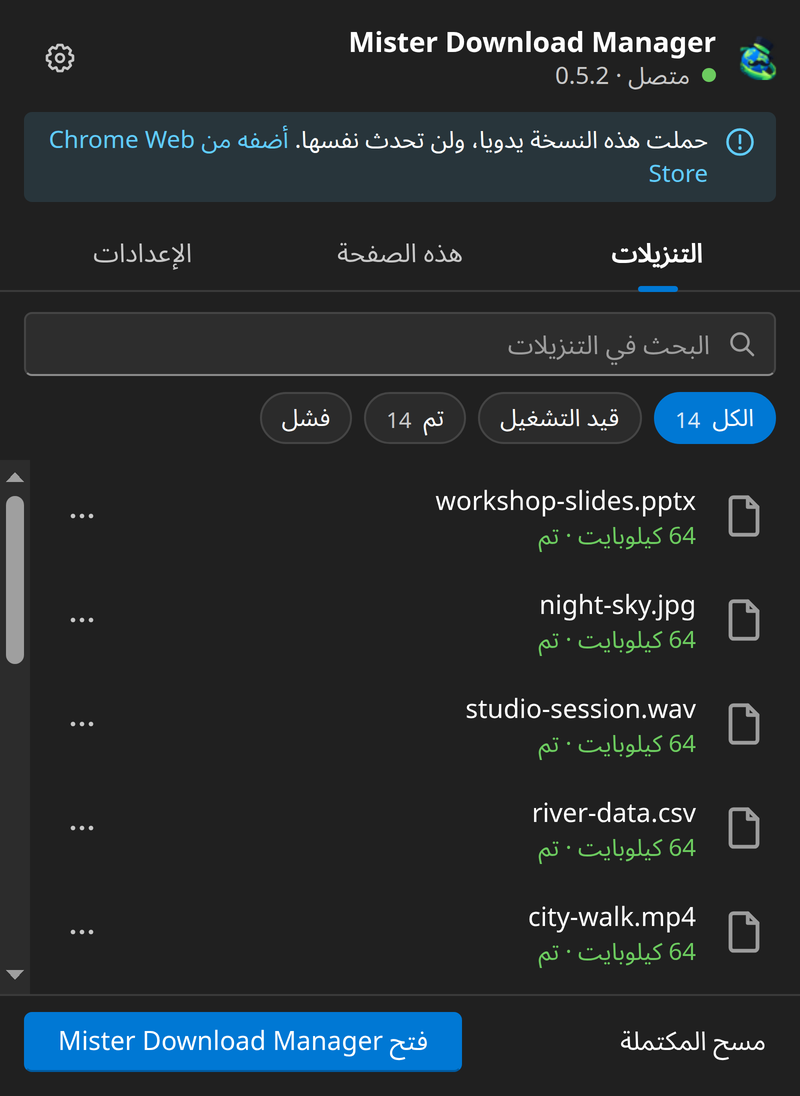 Mister Download Manager
متصل · 0.5.2
حملت هذه النسخة يدويا، ولن تحدث نفسها. أضفه من Chrome Web
Store
التنزيلات
هذه الصفحة
الإعدادات
البحث في التنزيلات
الكل 14
قيد التشغيل
تم 14
فشل
workshop-slides.pptx
64 كيلوبايت · تم
night-sky.jpg
64 كيلوبايت · تم
studio-session.wav
64 كيلوبايت · تم
river-data.csv
64 كيلوبايت · تم
city-walk.mp4
64 كيلوبايت · تم
مسح المكتملة
فتح Mister Download Manager